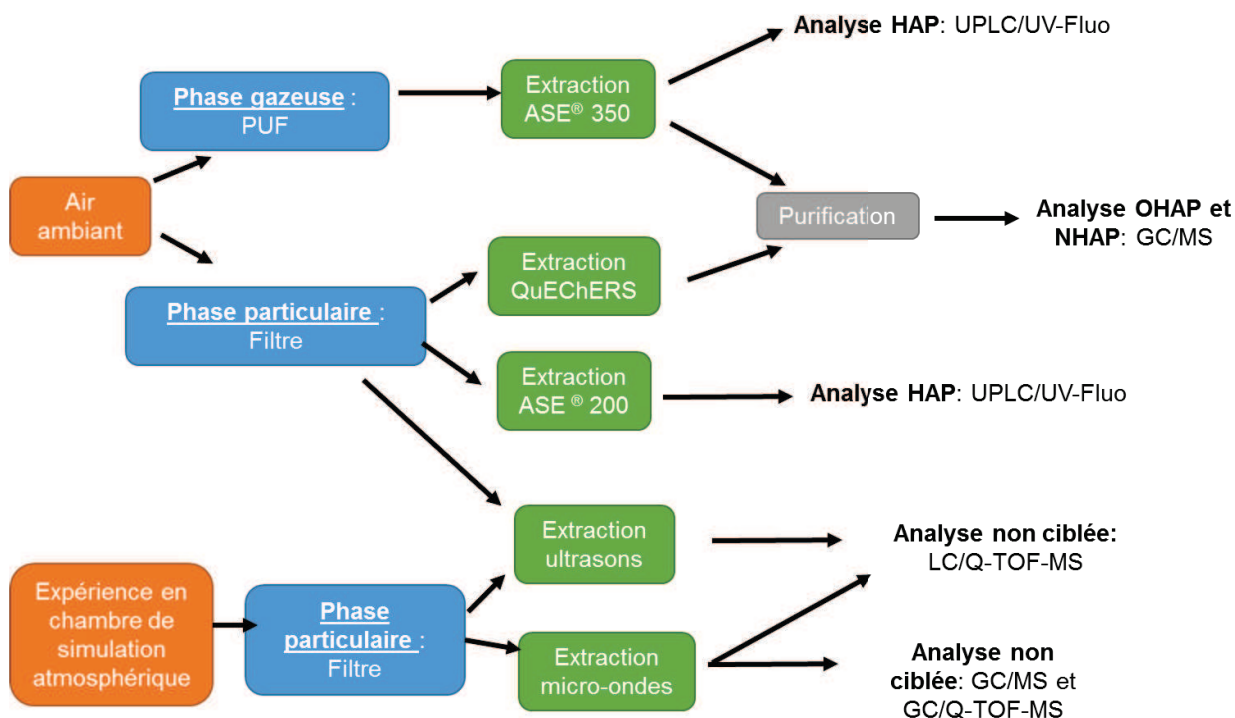 Analyse HAP: UPLC/UV-Fluo
Phase gazeuse :
PUF
Extraction
ASE® 350
Air
ambiant
Purification
Analyse OHAP et
NHAP: GC/MS
Extraction
QuEChERS
Phase particulaire :
Filtre
Extraction
ASE ® 200
Analyse HAP: UPLC/UV-Fluo
Extraction
ultrasons
Analyse non ciblée:
LC/Q-TOF-MS
Expérience en
chambre de
simulation
atmosphérique
Phase
particulaire :
Filtre
Extraction
micro-ondes
Analyse non
ciblée: GC/MS et
GC/Q-TOF-MS